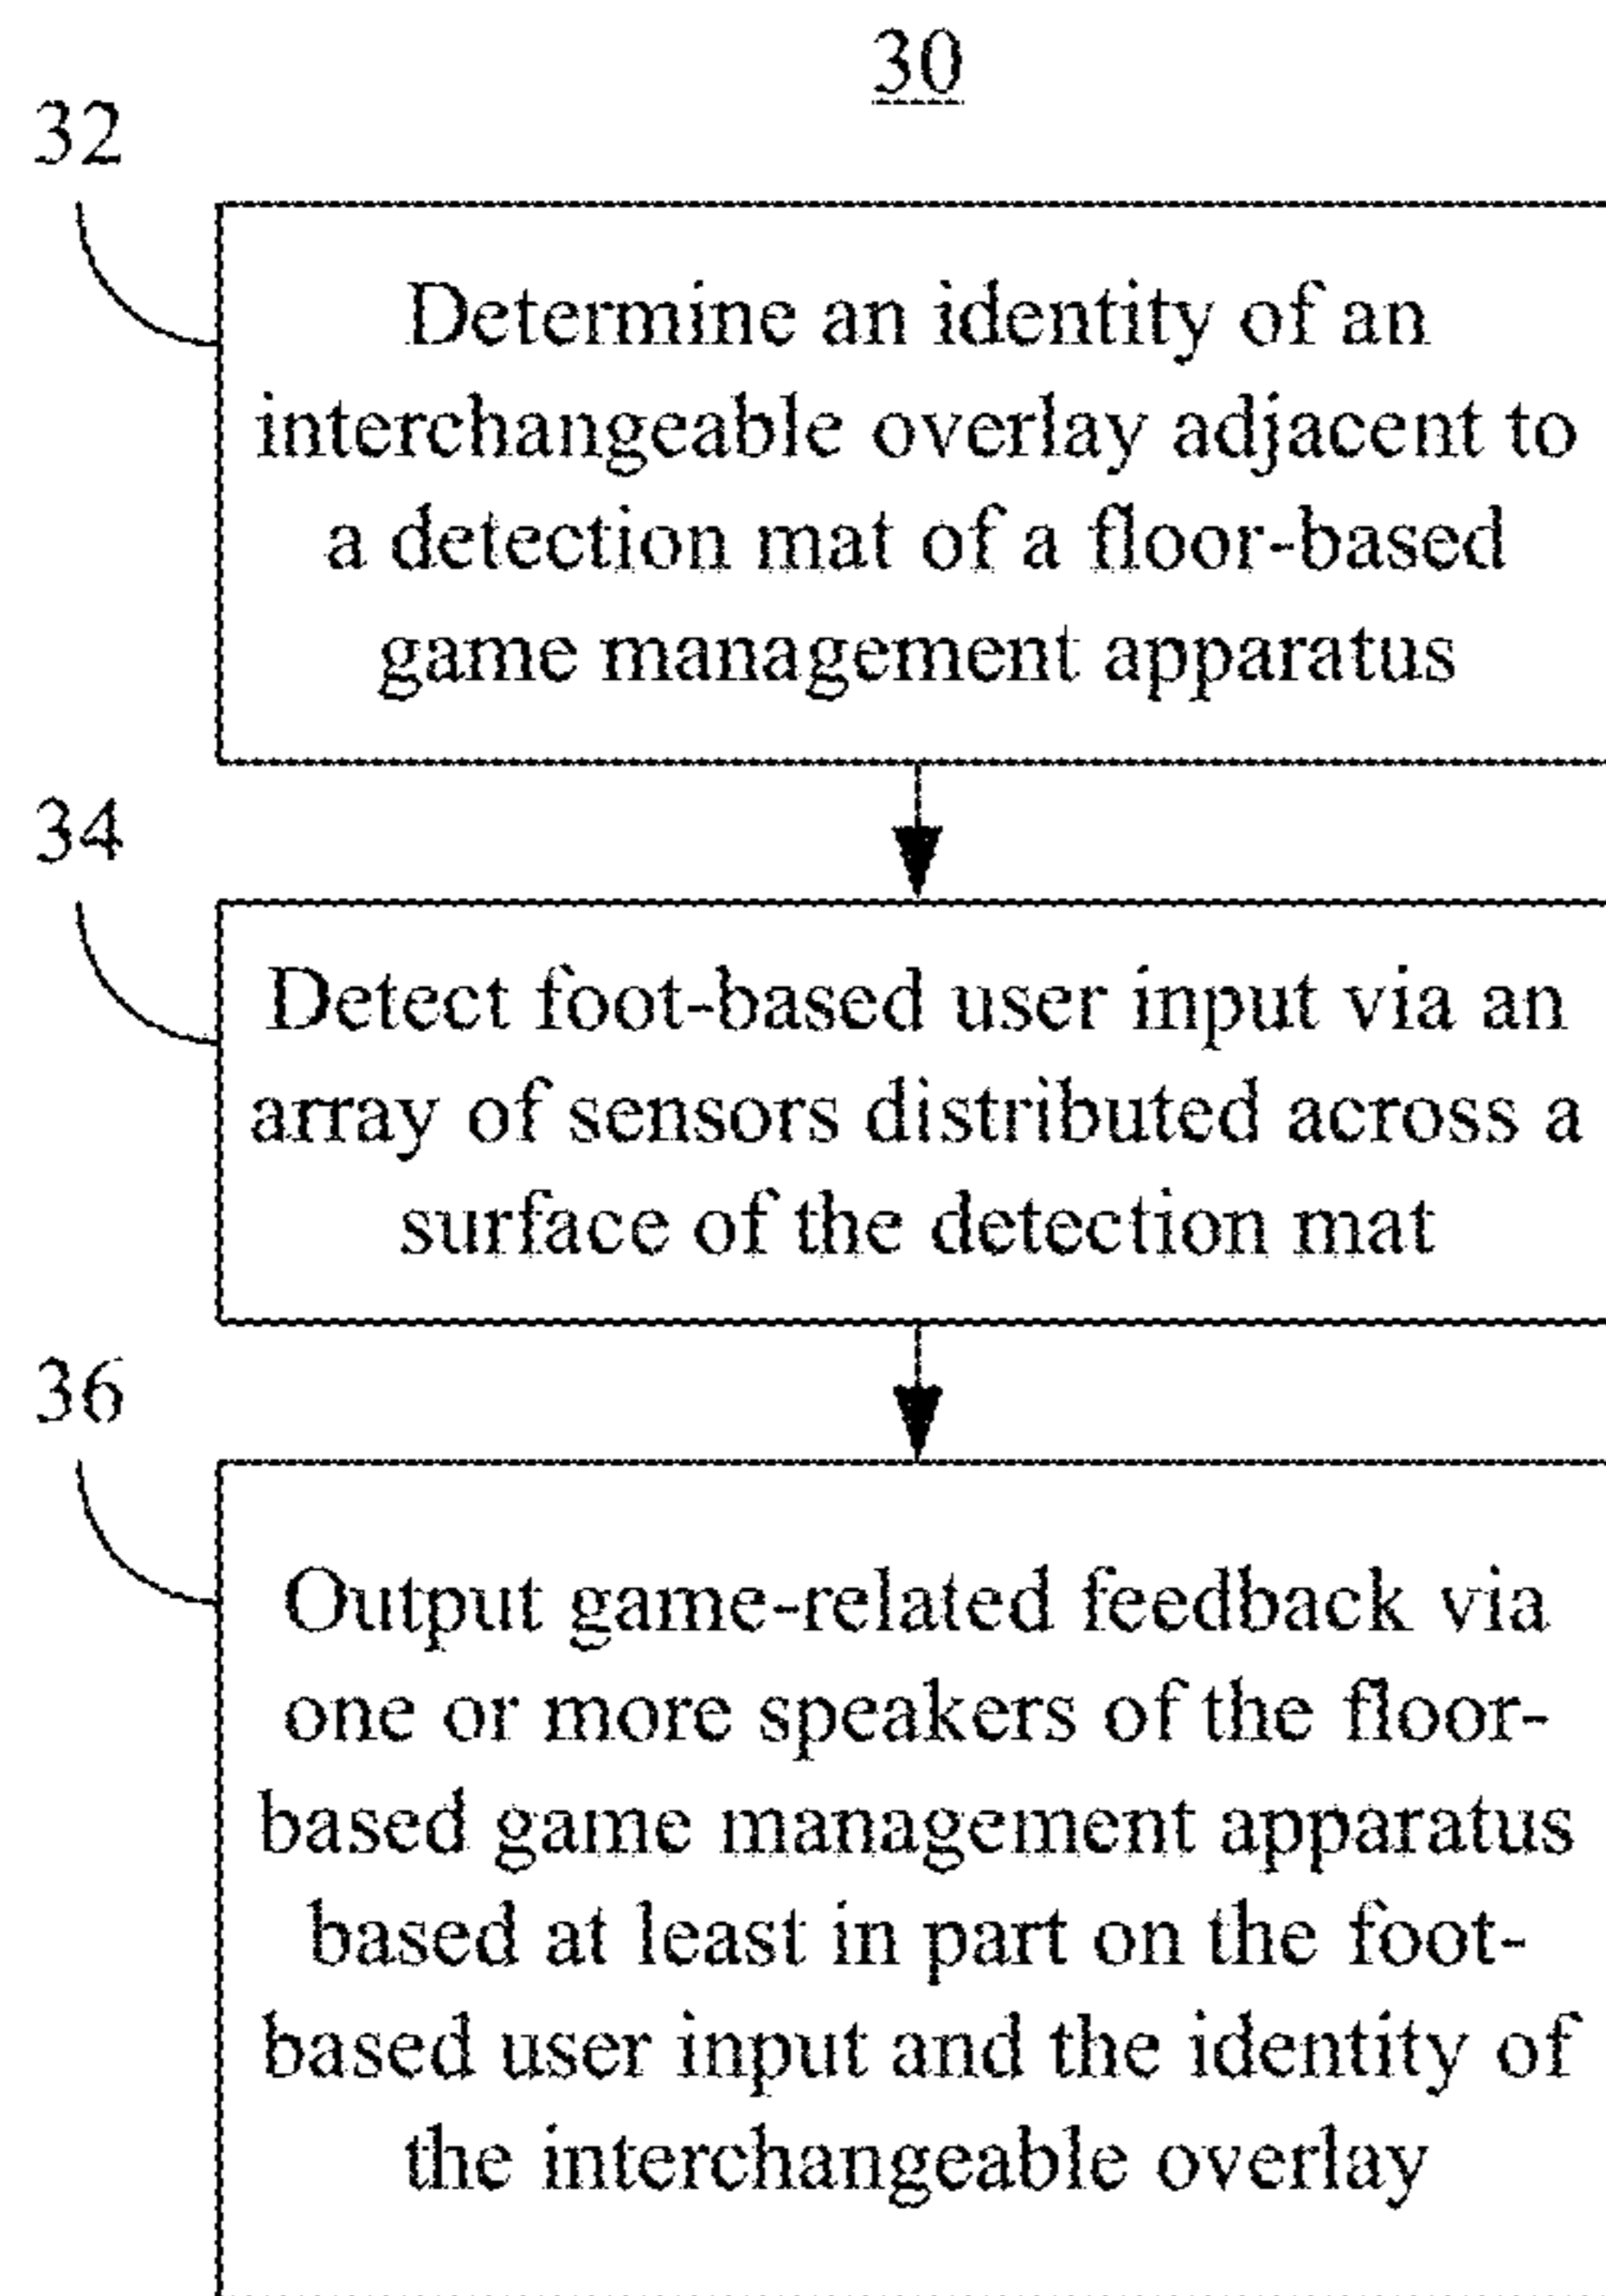 30
32
Determine an identity of an
interchangeable overlay adjacent to
a detection mat of a floor-based
game management apparatus
34
Detect foot-based user input via an
array of sensors distributed across a
surface of the detection mat
36
Output game-related feedback via
one or more speakers of the floor-
based game management apparatus
based at least in part on the foot-
based user input and the identity of
the interchangeable overlay